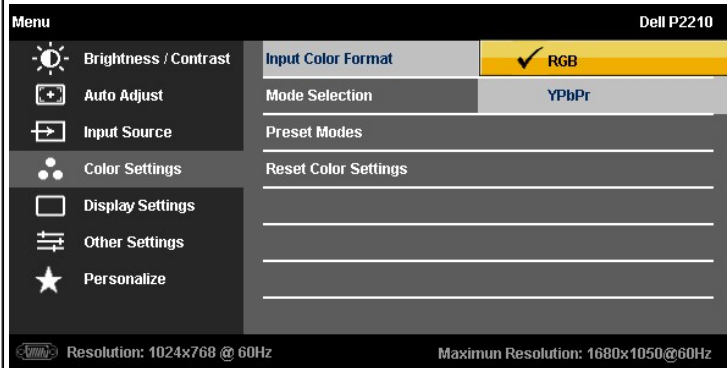 Menu Dell P2210
Brightness / Contrast Input Color Format RGB
Auto Adjust Mode Selection YPbPr
Input Source Preset Modes
Color Settings Reset Color Settings
Display Settings
Other Settings
Personalize
Resolution: 1024x768 @ 60Hz Maximun Resolution: 1680x1050@60Hz